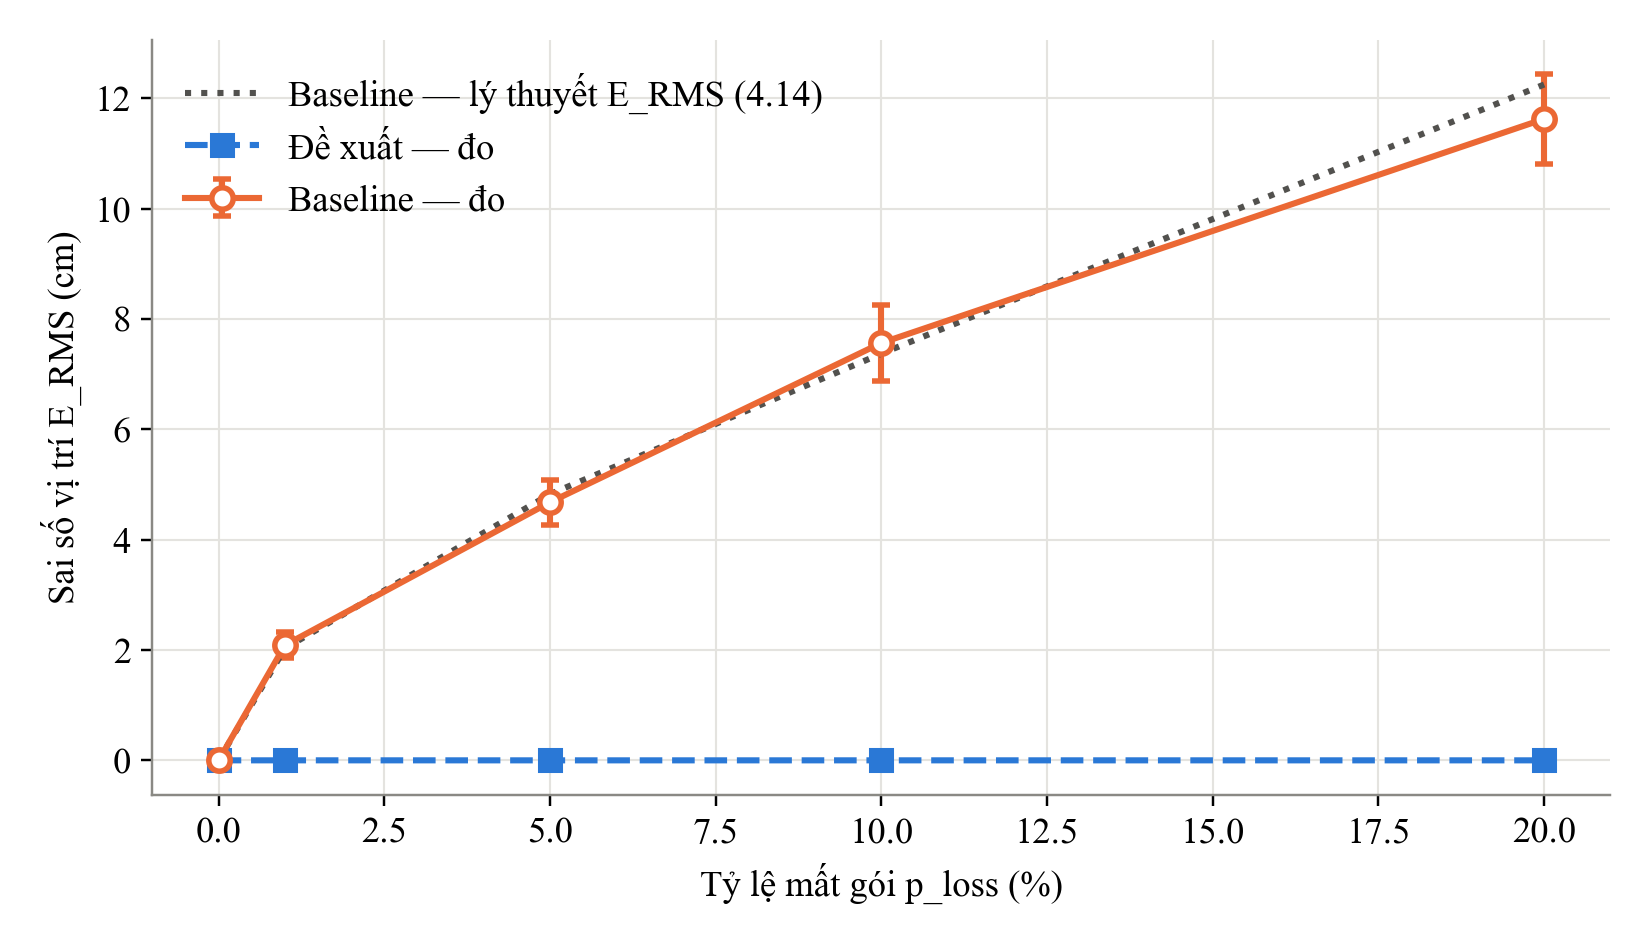 Baseline — lý thuyết E_RMS (4.14)
Đề xuất — đo
Baseline — đo
Sai số vị trí E_RMS (cm)
12
10
8
6
4
2
0
0.0 2.5 5.0 7.5 10.0 12.5 15.0 17.5 20.0
Tỷ lệ mất gói p_loss (%)